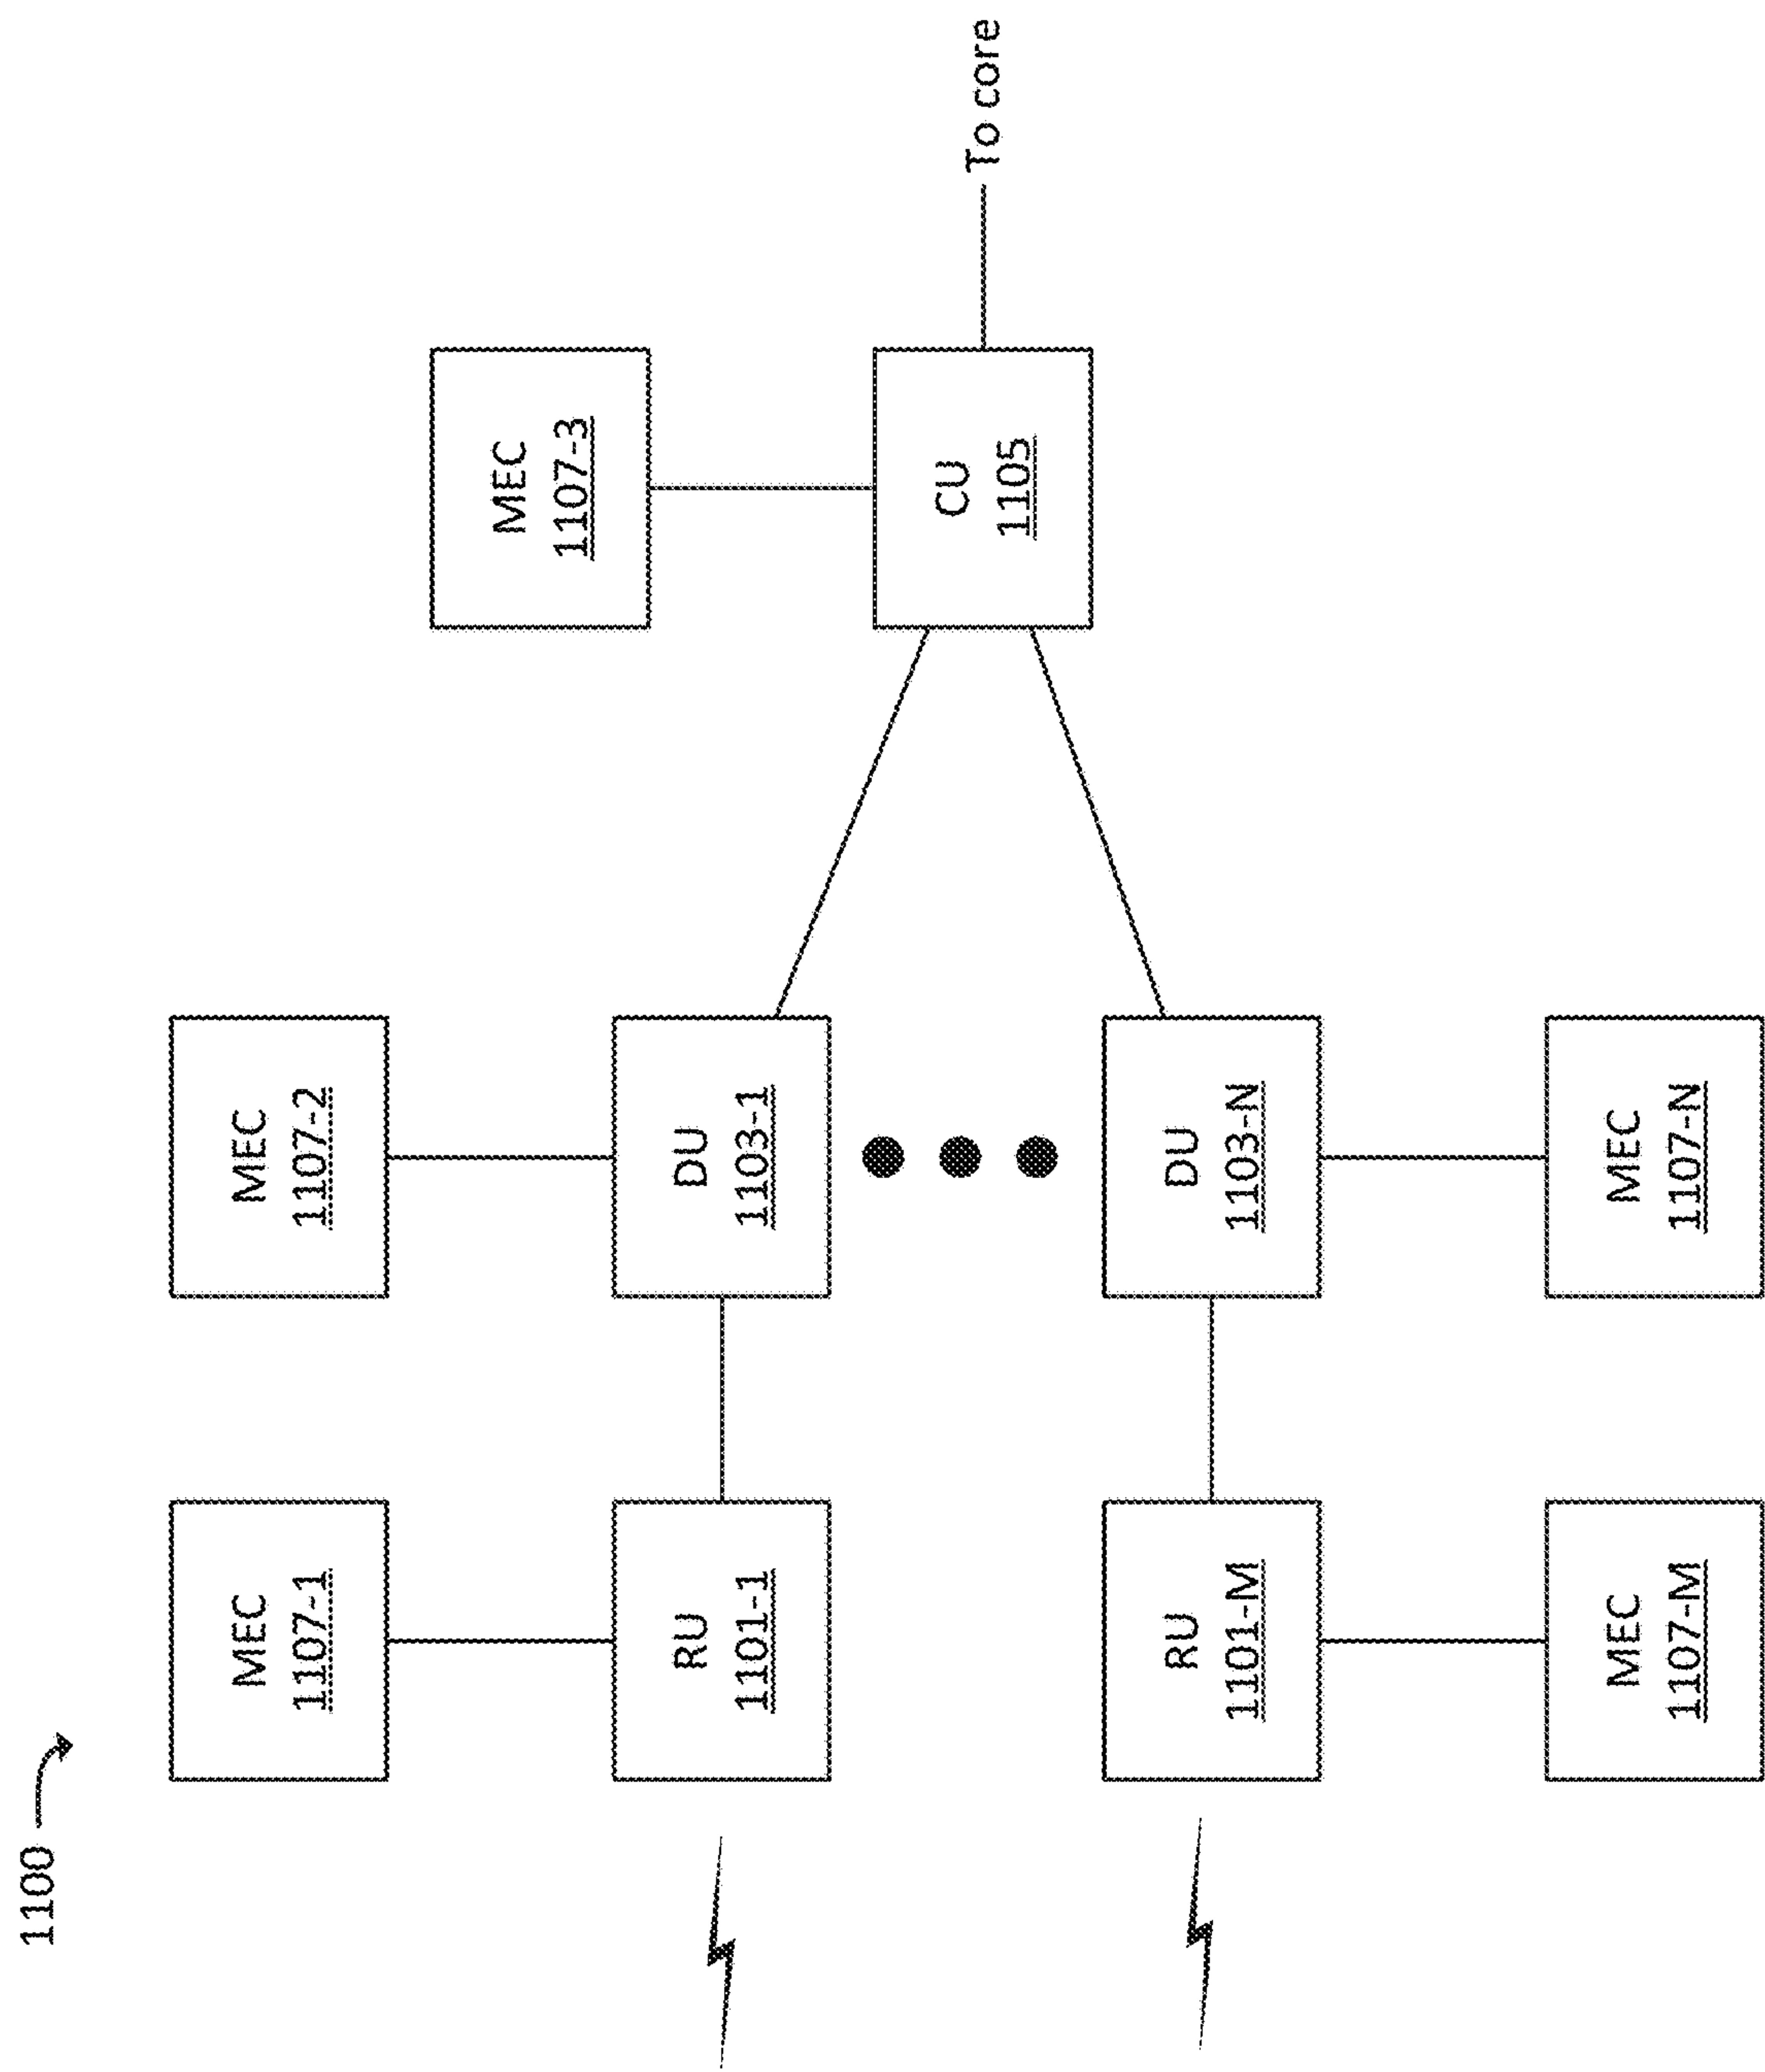 1100
MEC
1107-1
MEC
1107-2
MEC
1107-3
RU
1101-1
DU
1103-1
CU
1105
To core
RU
1101-M
DU
1103-N
MEC
1107-M
MEC
1107-N